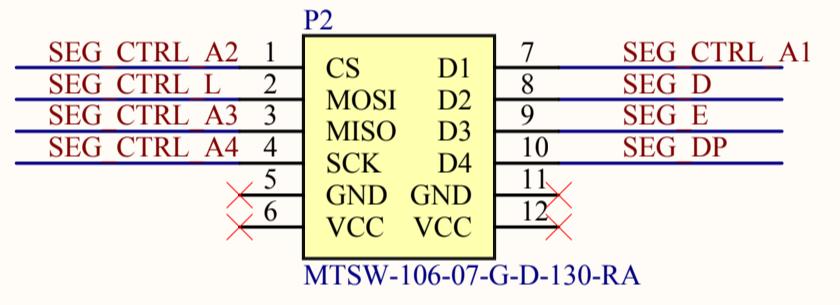 P2
SEG_CTRL_A2 1 CS D1 7 SEG_CTRL_A1
SEG_CTRL_L 2 MOSI D2 8 SEG_D
SEG_CTRL_A3 3 MISO D3 9 SEG_E
SEG_CTRL_A4 4 SCK D4 10 SEG_DP
5 GND GND 11
6 VCC VCC 12
MTSW-106-07-G-D-130-RA